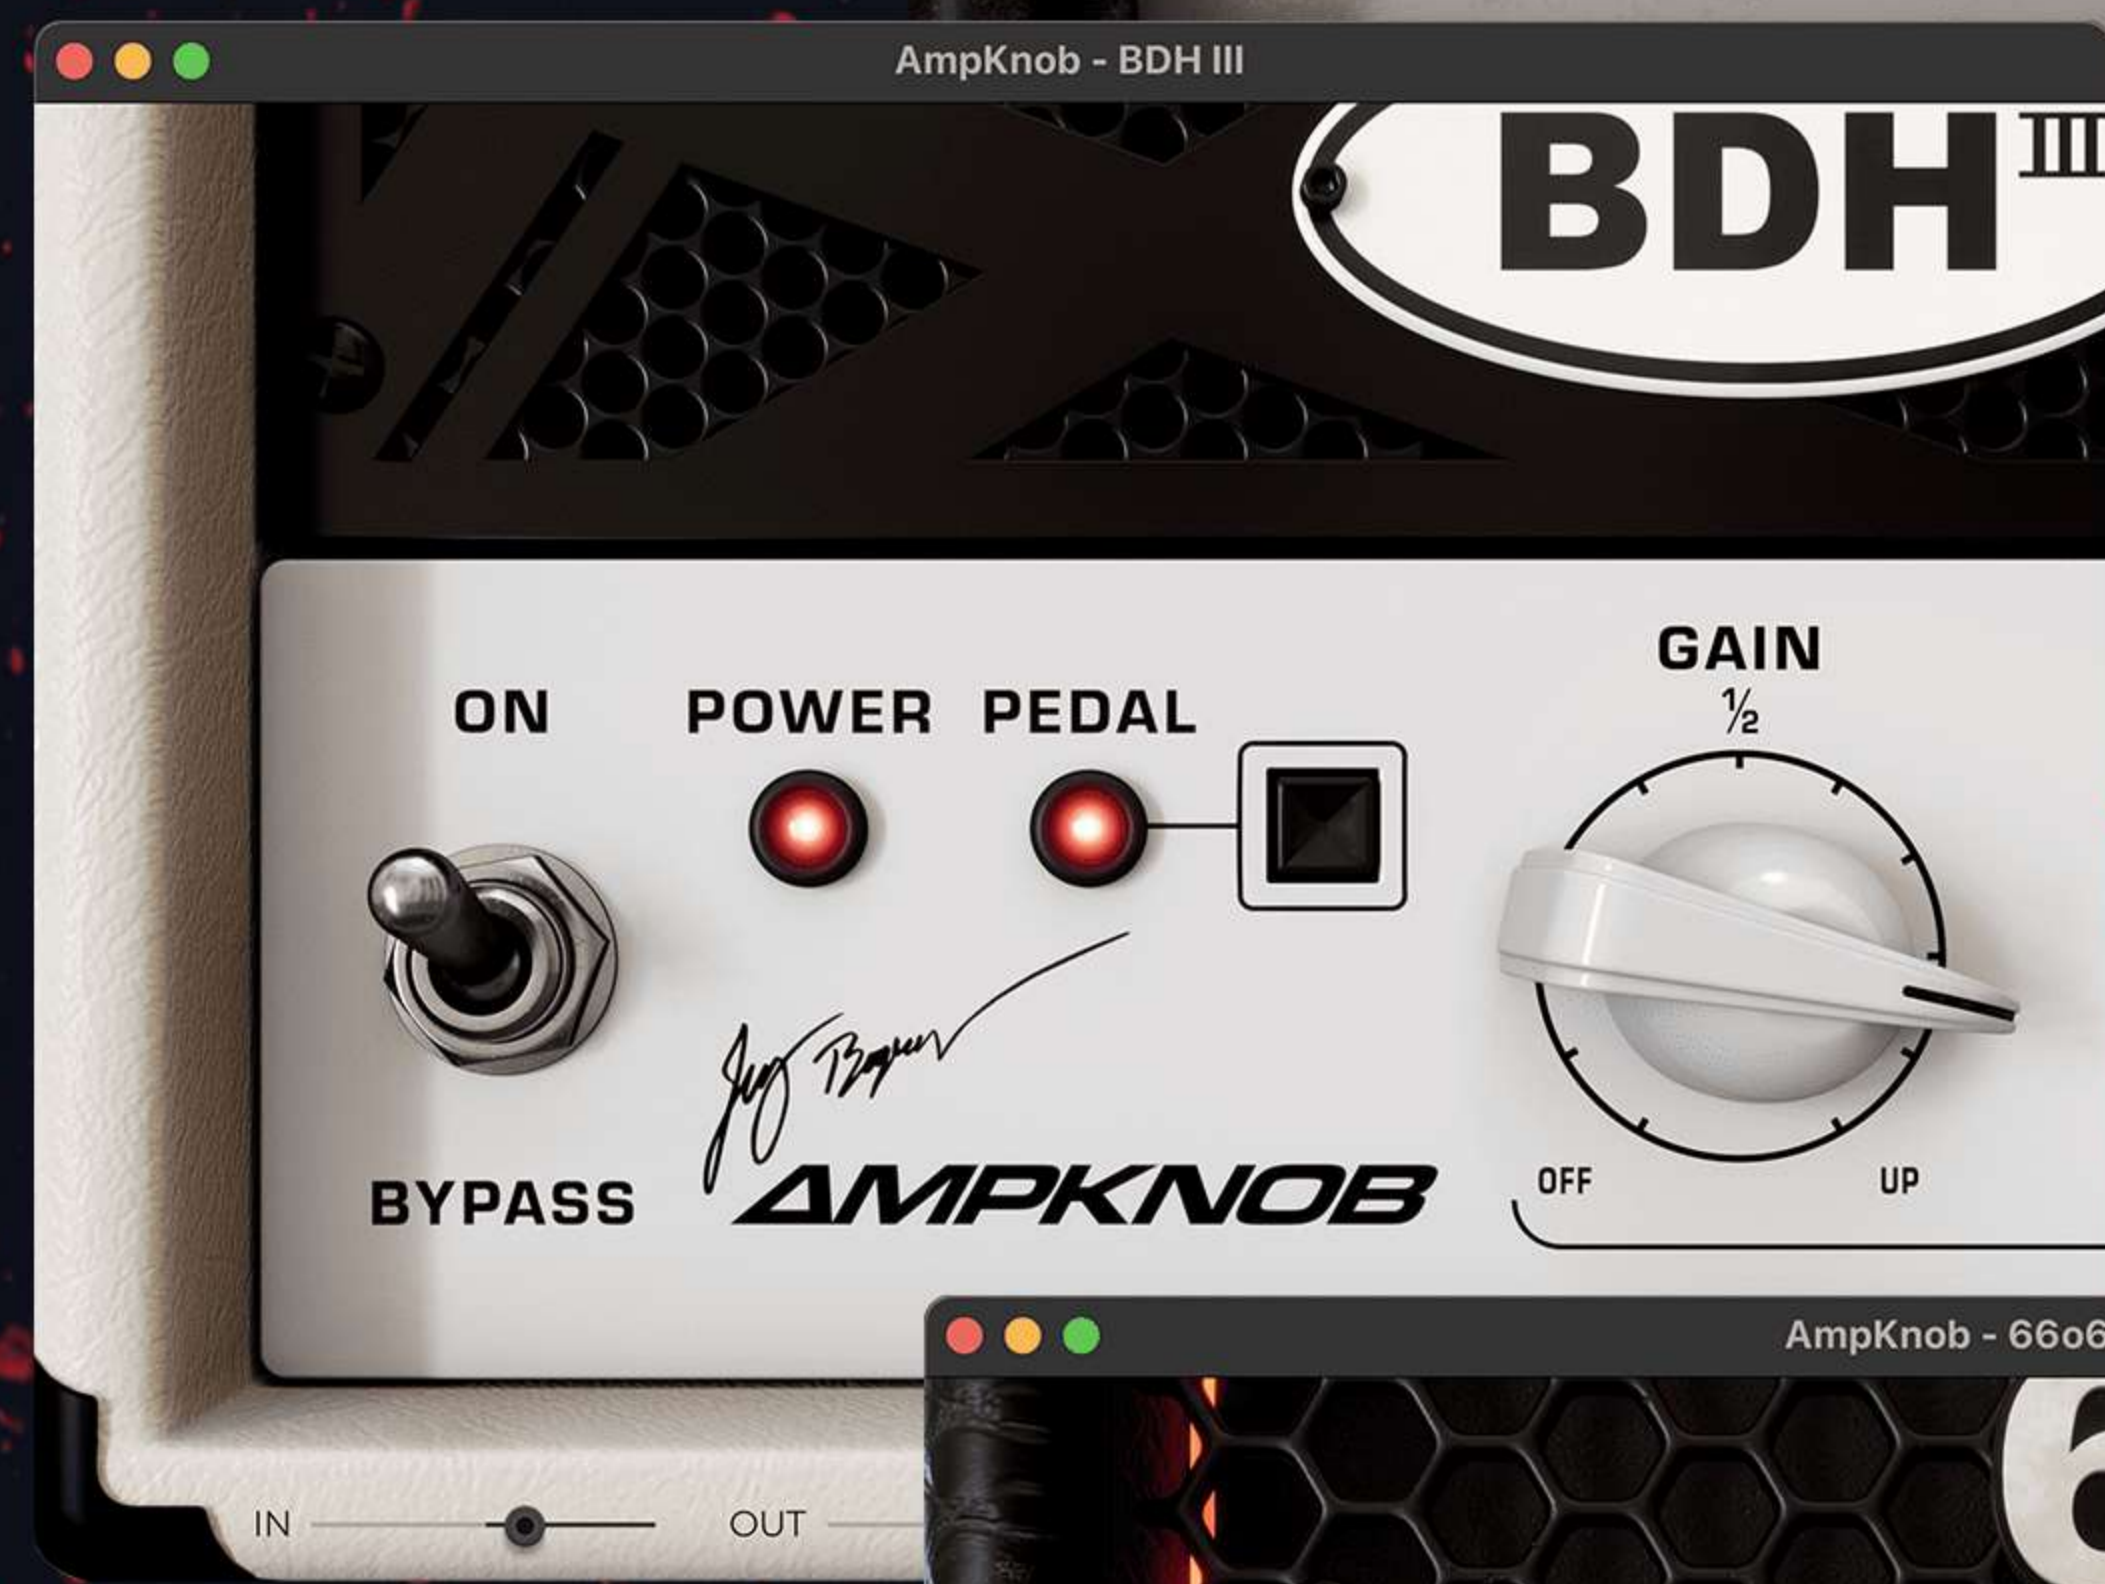 AmpKnob - BDH III
BDH III
GAIN
1/2
ON POWER PEDAL
OFF UP
BYPASS AMPKNOB
AmpKnob - 66o6
6
IN OUT